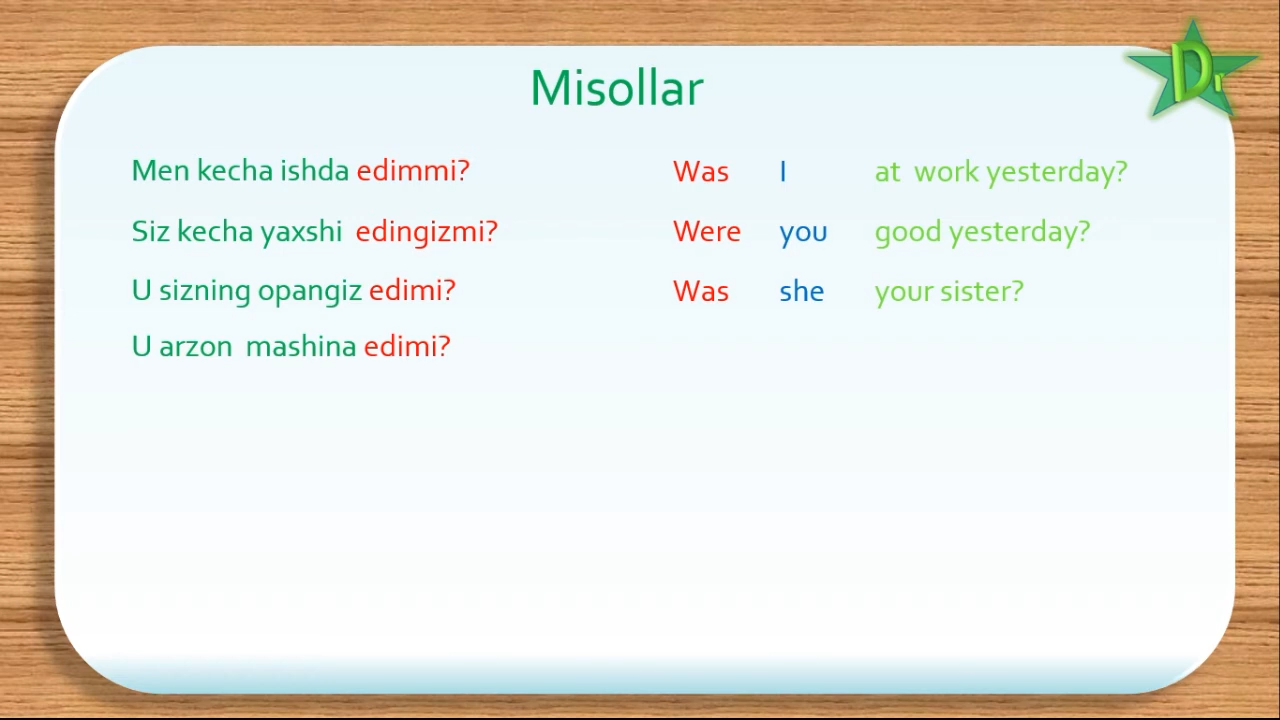 Misollar
Dr
Men kecha ishda edimmi? Was I at work yesterday?
Siz kecha yaxshi edingizmi? Were you good yesterday?
U sizning opangiz edimi? Was she your sister?
U arzon mashina edimi?